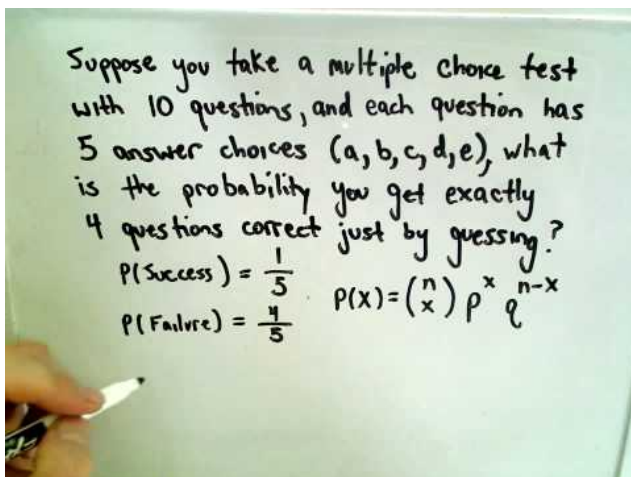 Suppose you take a multiple choice test
with 10 questions, and each question has
5 answer choices (a, b, c, d, e), what
is the probability you get exactly
4 questions correct just by guessing?
P(Success) = 1/5
P(Failure) = 4/5
P(X) = (n x) p^x q^n-x